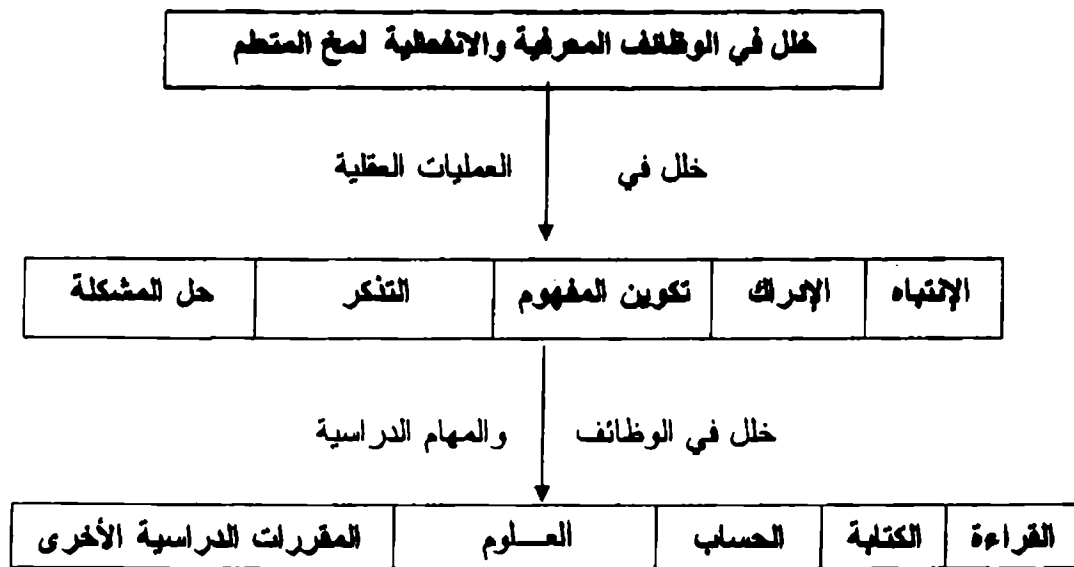 خلل في الوظائف المعرفية والانفعالية لمخ المتعلم
خلل في العمليات العقلية
الإنتباه الإدراك تكوين المفهوم التذكر حل المشكلة
خلل في الوظائف والمهام الدراسية
القراءة الكتابة الحساب العـــلوم المقررات الدراسية الأخرى